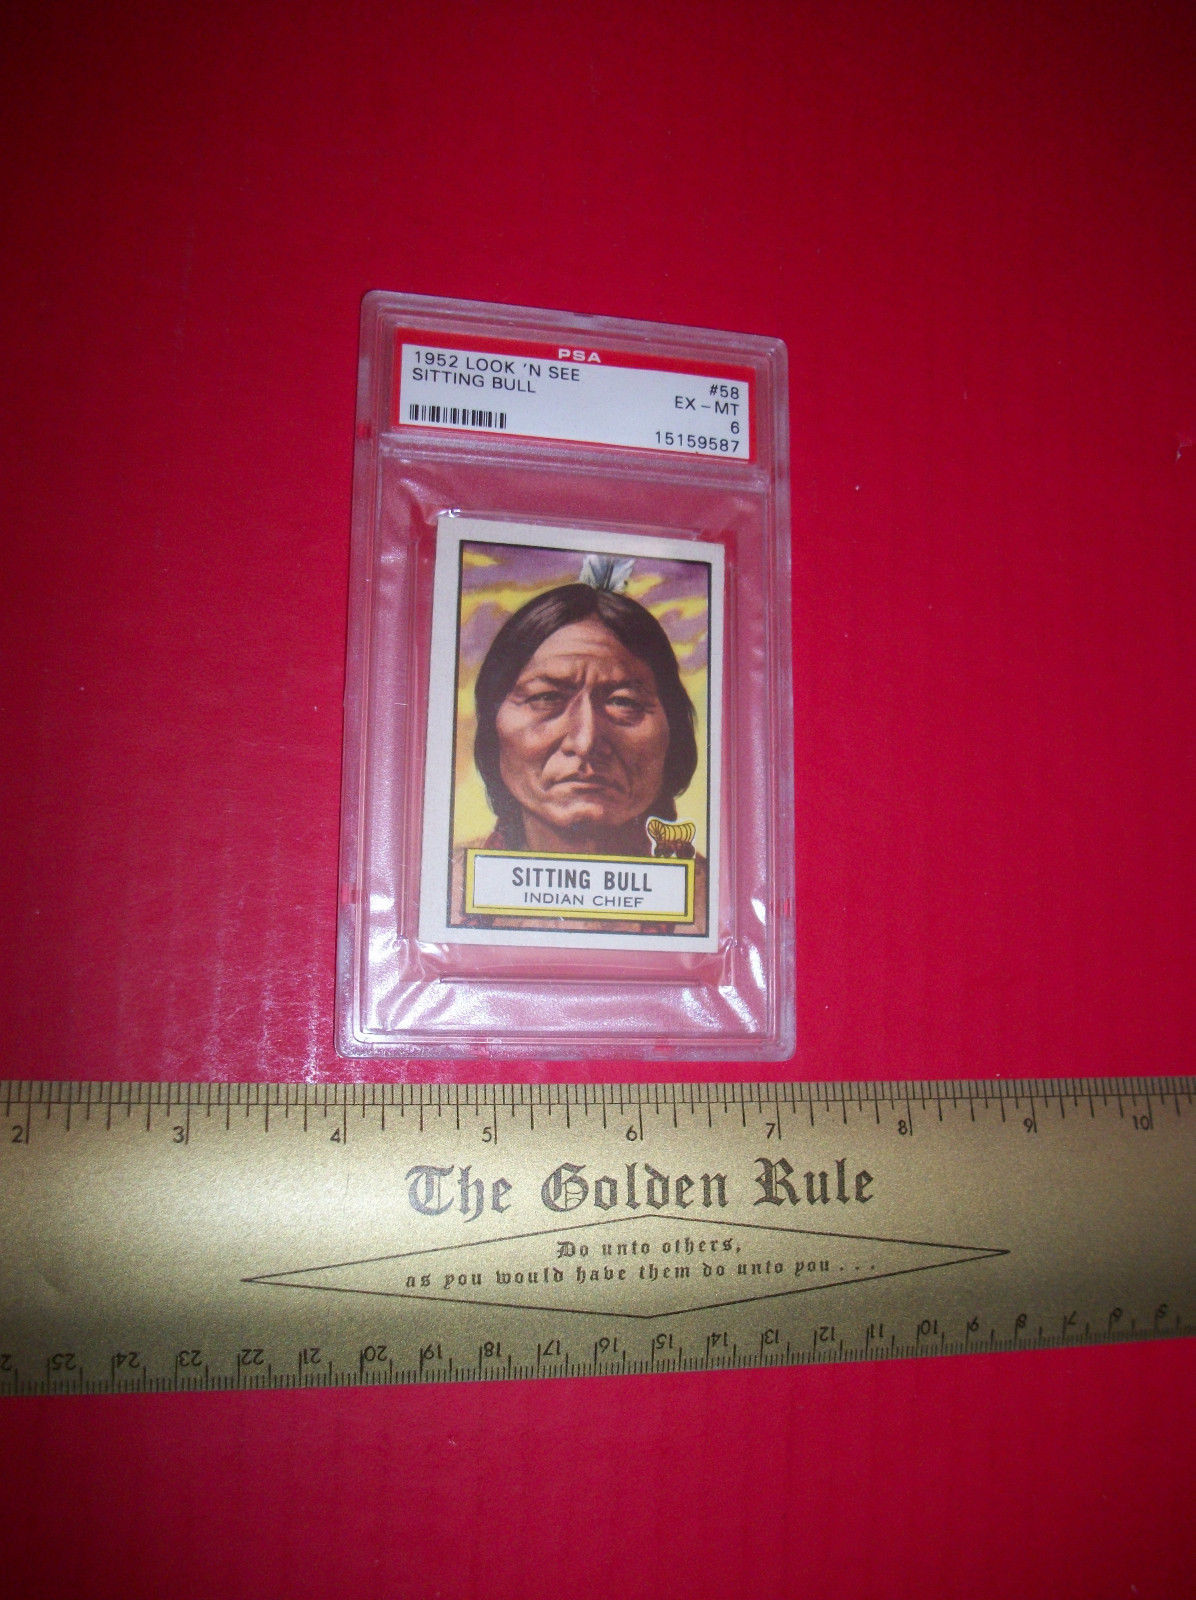 PSA
1952 LOOK 'N SEE
SITTING BULL
#58
EX - MT
6
15159587
SITTING BULL
INDIAN CHIEF
2 3 4 5 6 7 8 9 10
The Golden Rule
Do unto others,
as you would have them do unto you . . .
25 24 23 22 21 20 19 18 17 16 15 14 13 12 11 10 9 8 7 6 5